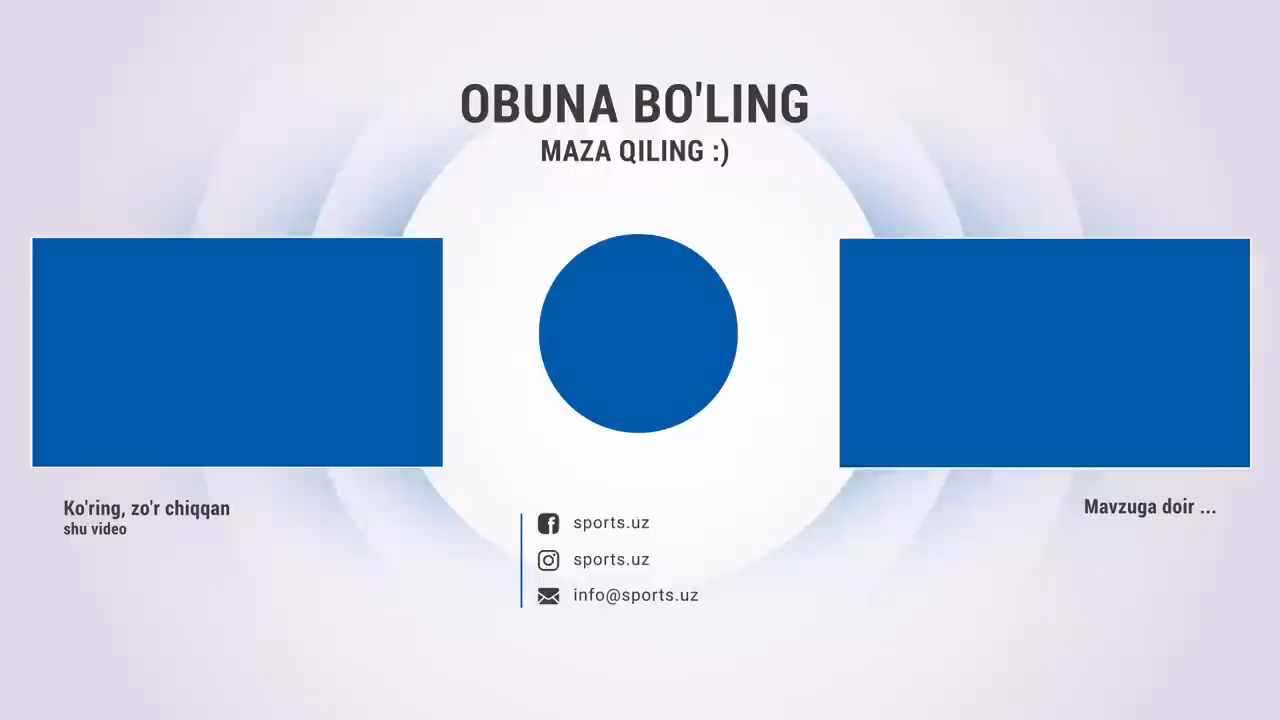 OBUNA BO'LING
MAZA QILING :)
Ko'ring, zo'r chiqqan
shu video
Mavzuga doir ...
sports.uz
sports.uz
info@sports.uz